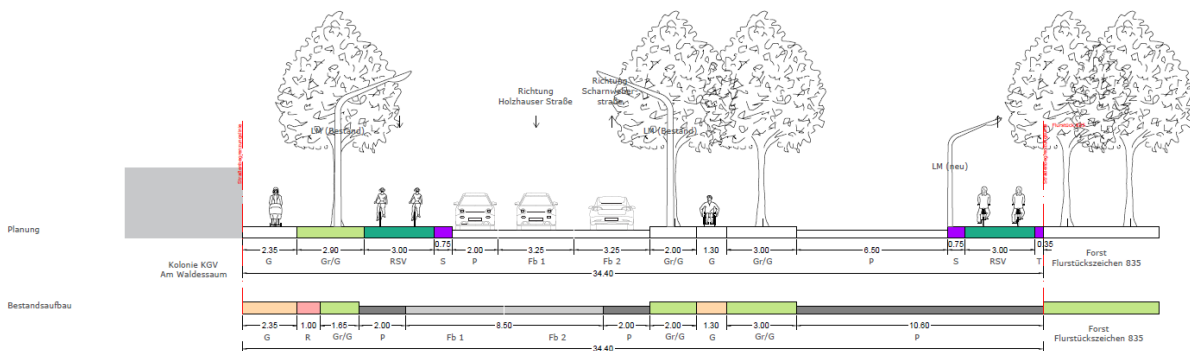 Richtung
Holzhauser Straße
Richtung
Scharnweber-
straße
LM (Bestand)
LM (Bestand)
LM (neu)
Planung
Kolonie KGV
Am Waldessaum
2.35
2.90
3.00
0.75
2.00
3.25
3.25
2.00
1.30
3.00
6.50
0.75
3.00
0.35
G
Gr/G
RSV
S
P
Fb 1
Fb 2
Gr/G
G
Gr/G
P
S
RSV
T
34.40
Forst
Flurstückszeichen 835
Bestandsaufbau
2.35
1.00
1.65
2.00
8.50
2.00
2.00
1.30
3.00
10.60
G
R
Gr/G
P
Fb 1
Fb 2
P
Gr/G
G
Gr/G
P
34.40
Forst
Flurstückszeichen 835